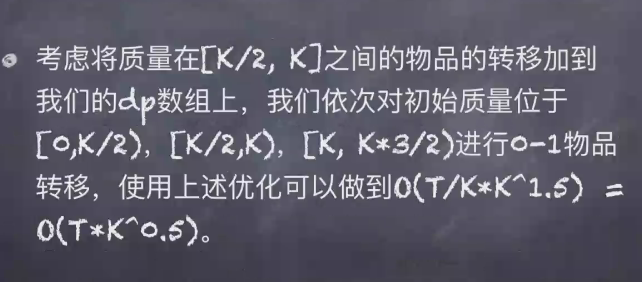 考虑将质量在[K/2, K]之间的物品的转移加到
我们的dp数组上，我们依次对初始质量位于
[0,K/2)，[K/2,K)，[K, K*3/2)进行0-1物品
转移，使用上述优化可以做到O(T/K*K^1.5) =
O(T*K^0.5)。